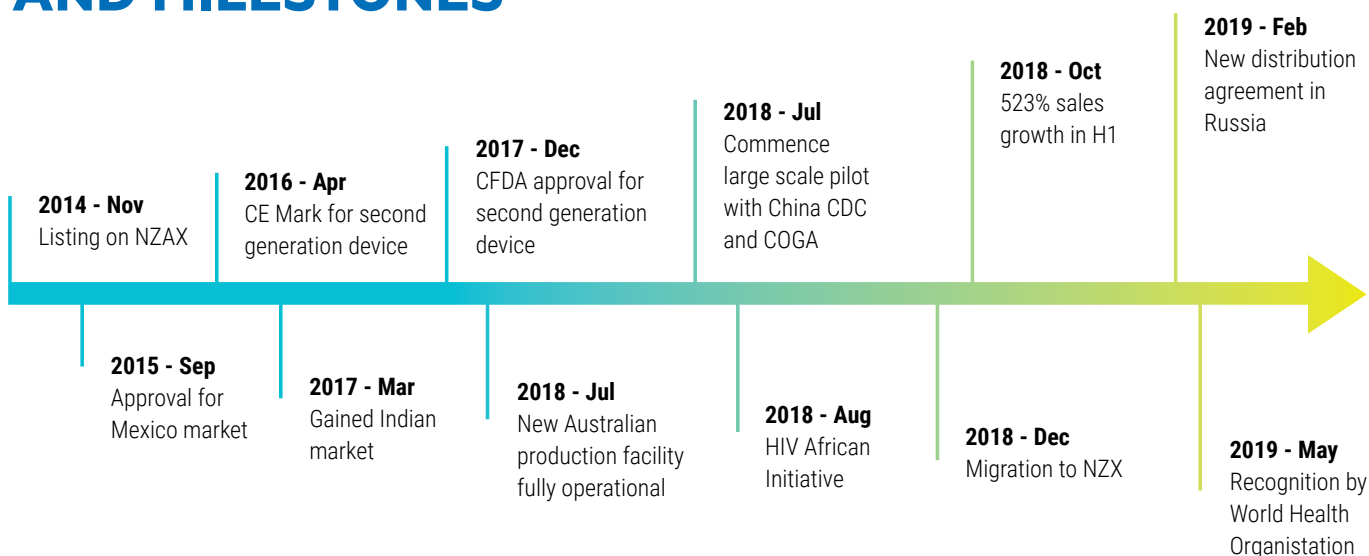 AND MILESTONES
2014 - Nov
Listing on NZAX
2015 - Sep
Approval for
Mexico market
2016 - Apr
CE Mark for second
generation device
2017 - Mar
Gained Indian
market
2017 - Dec
CFDA approval for
second generation
device
2018 - Jul
New Australian
production facility
fully operational
2018 - Jul
Commence
large scale pilot
with China CDC
and COGA
2018 - Aug
HIV African
Initiative
2018 - Dec
Migration to NZX
2018 - Oct
523% sales
growth in H1
2019 - Feb
New distribution
agreement in
Russia
2019 - May
Recognition by
World Health
Organistation